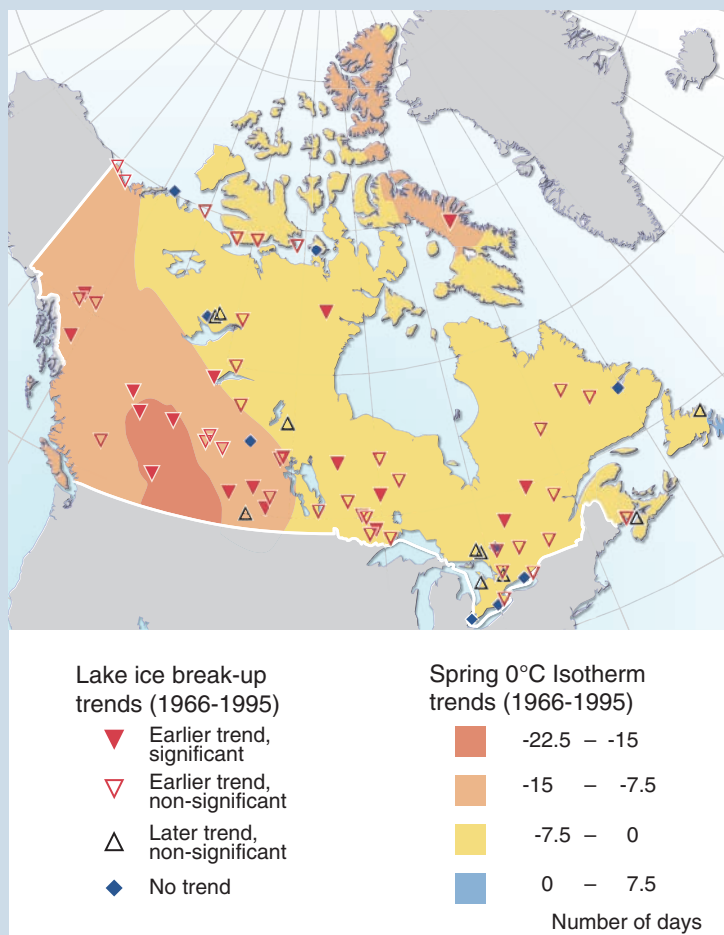 Lake ice break-up
trends (1966-1995)
Earlier trend,
significant
Earlier trend,
non-significant
Later trend,
non-significant
No trend
Spring 0°C Isotherm
trends (1966-1995)
-22.5 – -15
-15 – -7.5
-7.5 – 0
0 – 7.5
Number of days